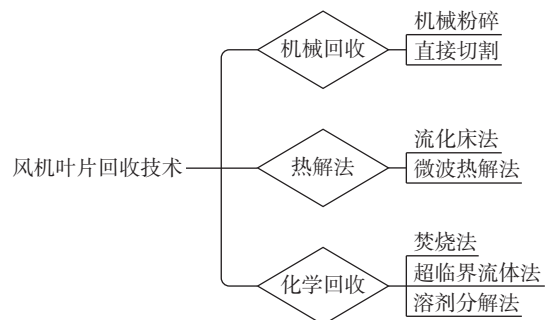 风机叶片回收技术
机械回收
机械粉碎
直接切割
热解法
流化床法
微波热解法
化学回收
焚烧法
超临界流体法
溶剂分解法